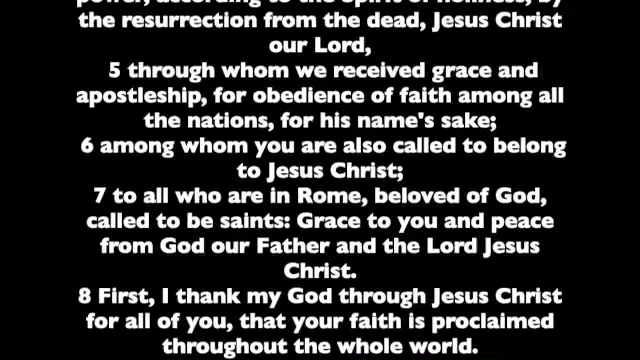 power, according to the Spirit of holiness, by
the resurrection from the dead, Jesus Christ
our Lord,
5 through whom we received grace and
apostleship, for obedience of faith among all
the nations, for his name's sake;
6 among whom you are also called to belong
to Jesus Christ;
7 to all who are in Rome, beloved of God,
called to be saints: Grace to you and peace
from God our Father and the Lord Jesus
Christ.
8 First, I thank my God through Jesus Christ
for all of you, that your faith is proclaimed
throughout the whole world.